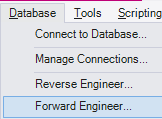 Database Tools Scripting
Connect to Database...
Manage Connections...
Reverse Engineer...
Forward Engineer...